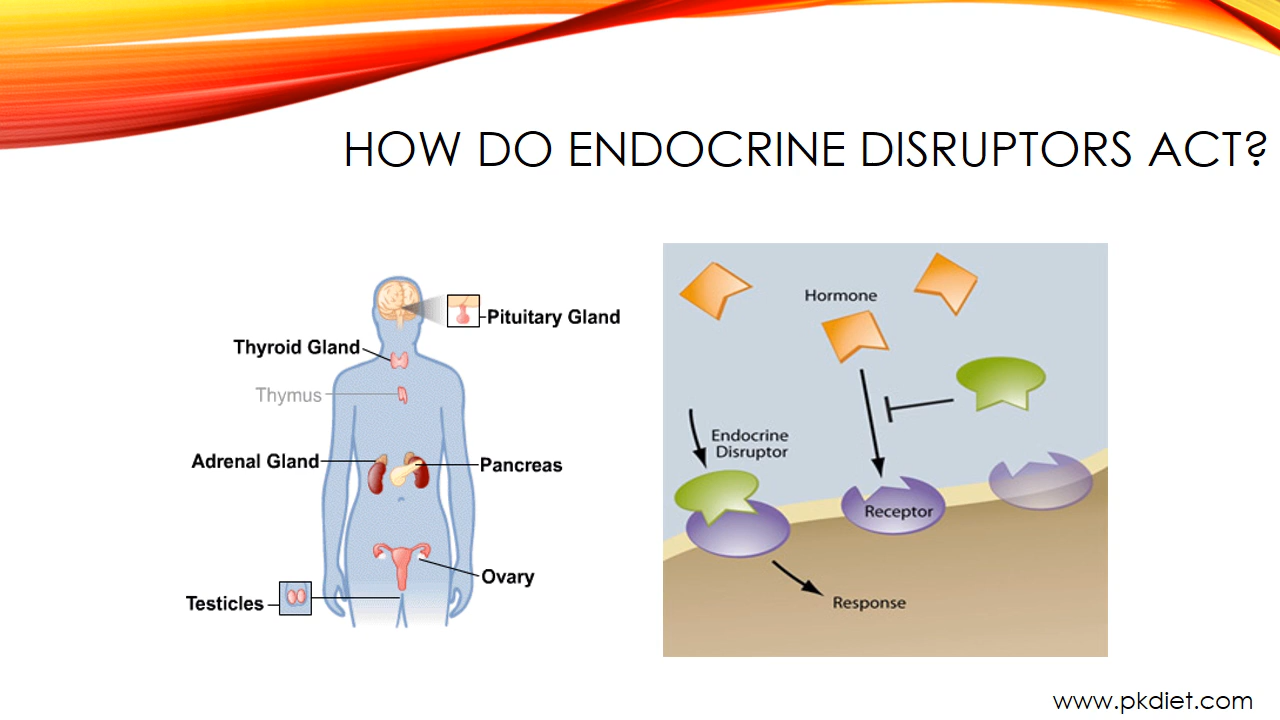 HOW DO ENDOCRINE DISRUPTORS ACT?
Pituitary Gland
Thyroid Gland
Thymus
Adrenal Gland
Pancreas
Ovary
Testicles
Hormone
Endocrine
Disruptor
Receptor
Response
www.pkdiet.com